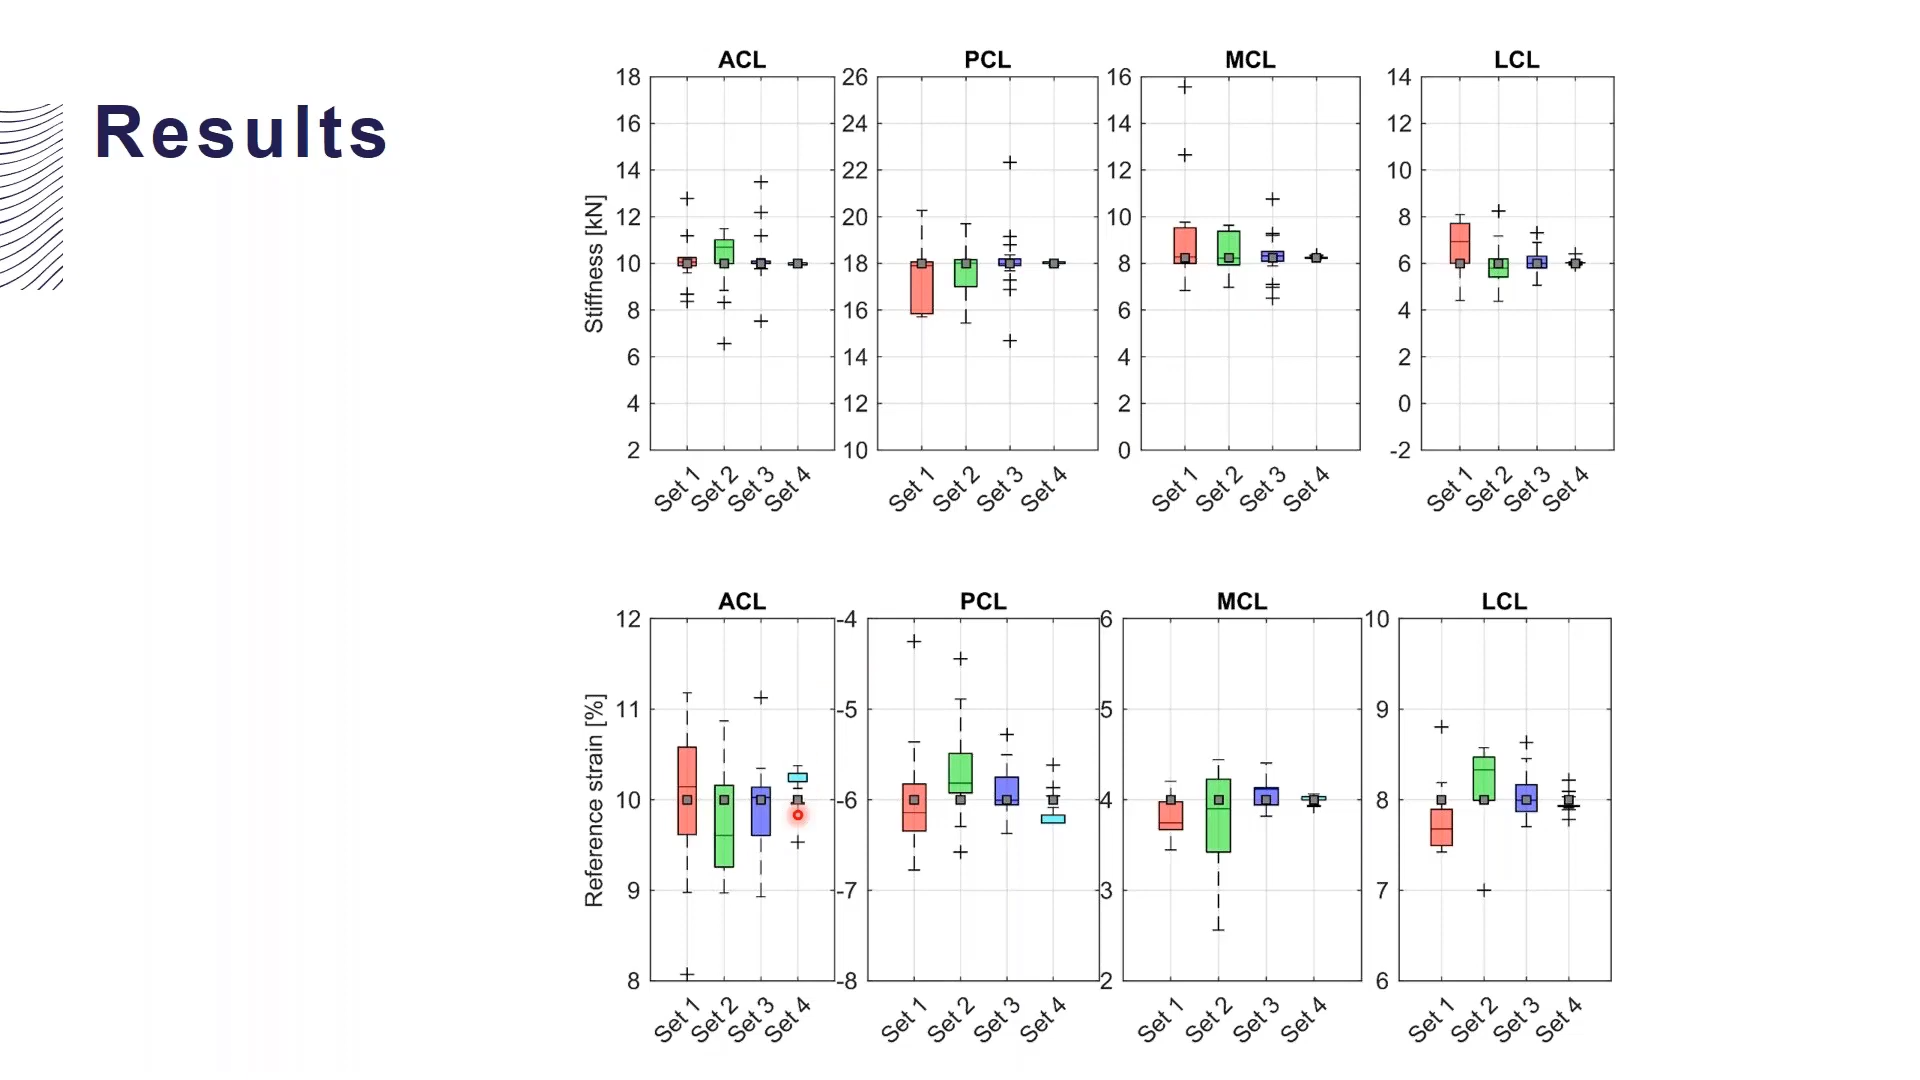 Results
ACL PCL MCL LCL
Stiffness [kN]
18 16 14 12 10 8 6 4 2
26 24 22 20 18 16 14 12 10
16 14 12 10 8 6 4 2 0
14 12 10 8 6 4 2 0 -2
Set 1 Set 2 Set 3 Set 4
Set 1 Set 2 Set 3 Set 4
Set 1 Set 2 Set 3 Set 4
Set 1 Set 2 Set 3 Set 4
ACL PCL MCL LCL
Reference strain [%]
12 11 10 9 8
-4 -5 -6 -7 -8
6 5 4 3 2
10 9 8 7 6
Set 1 Set 2 Set 3 Set 4
Set 1 Set 2 Set 3 Set 4
Set 1 Set 2 Set 3 Set 4
Set 1 Set 2 Set 3 Set 4